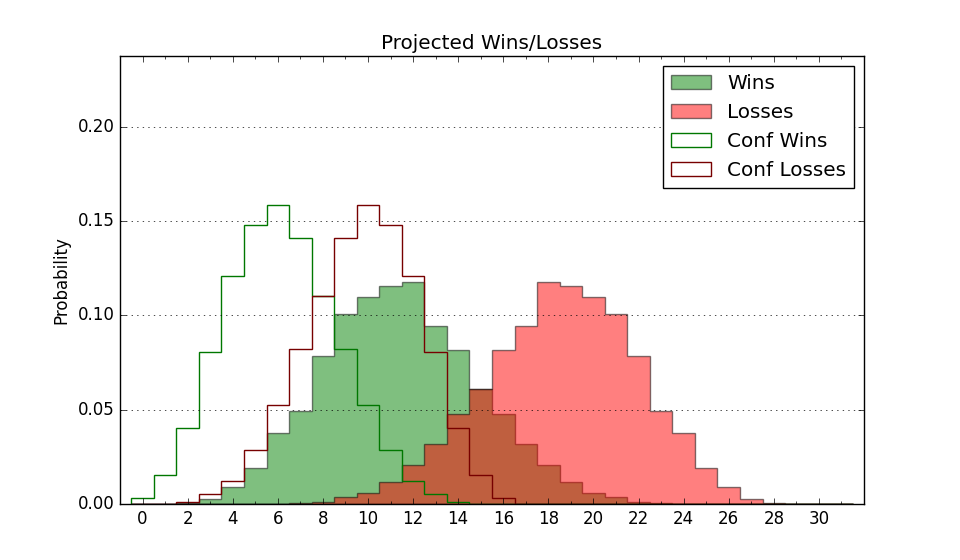 Projected Wins/Losses
Wins
Losses
Conf Wins
Conf Losses
Probability
0.20
0.15
0.10
0.05
0.00
0 2 4 6 8 10 12 14 16 18 20 22 24 26 28 30